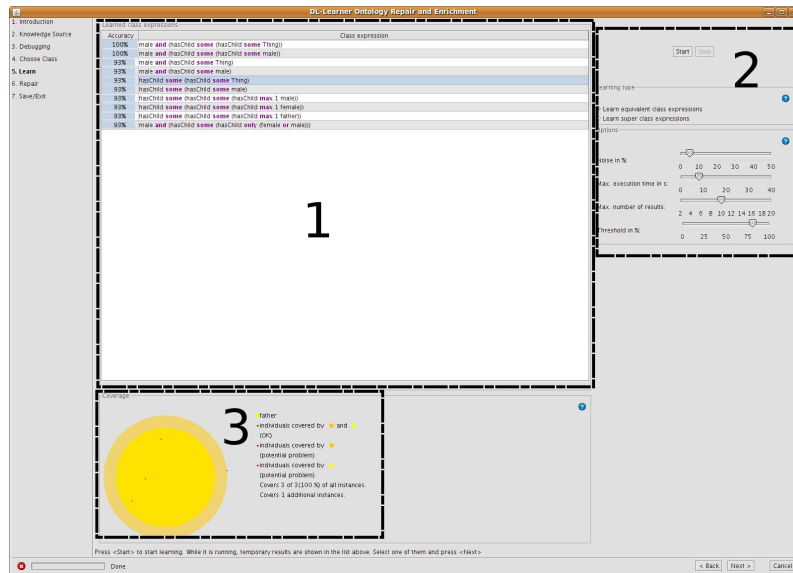 DL-Learner Ontology Repair and Enrichment
1. Introduction
2. Knowledge Source
3. Debugging
4. Choose Class
5. Learn
6. Repair
7. Save/Exit
Learned class expressions
Accuracy Class expression
100% male and (hasChild some (hasChild some Thing))
100% male and (hasChild some (hasChild some male))
93% male and (hasChild some Thing)
93% male and (hasChild some male)
93% hasChild some (hasChild some Thing)
93% hasChild some (hasChild some male)
93% hasChild some (hasChild some (hasChild max 1 male))
93% hasChild some (hasChild some (hasChild max 1 female))
93% hasChild some (hasChild some (hasChild max 1 father))
93% male and (hasChild some (hasChild only (female or male)))
1
Start Stop
2
earning type
Learn equivalent class expressions
Learn super class expressions
ptions
Noise in %:
0 10 20 30 40 50
Max. execution time in s:
0 10 20 30 40
Max. number of results:
2 4 6 8 10 12 14 16 18 20
Threshold in %:
0 25 50 75 100
Coverage
3
father
individuals covered by and
(OK)
individuals covered by
(potential problem)
individuals covered by
(potential problem)
Covers 3 of 3(100 %) of all instances.
Covers 1 additional instances.
Press <Start> to start learning. While it is running, temporary results are shown in the list above. Select one of them and press <Next>
Done
< Back Next > Cancel